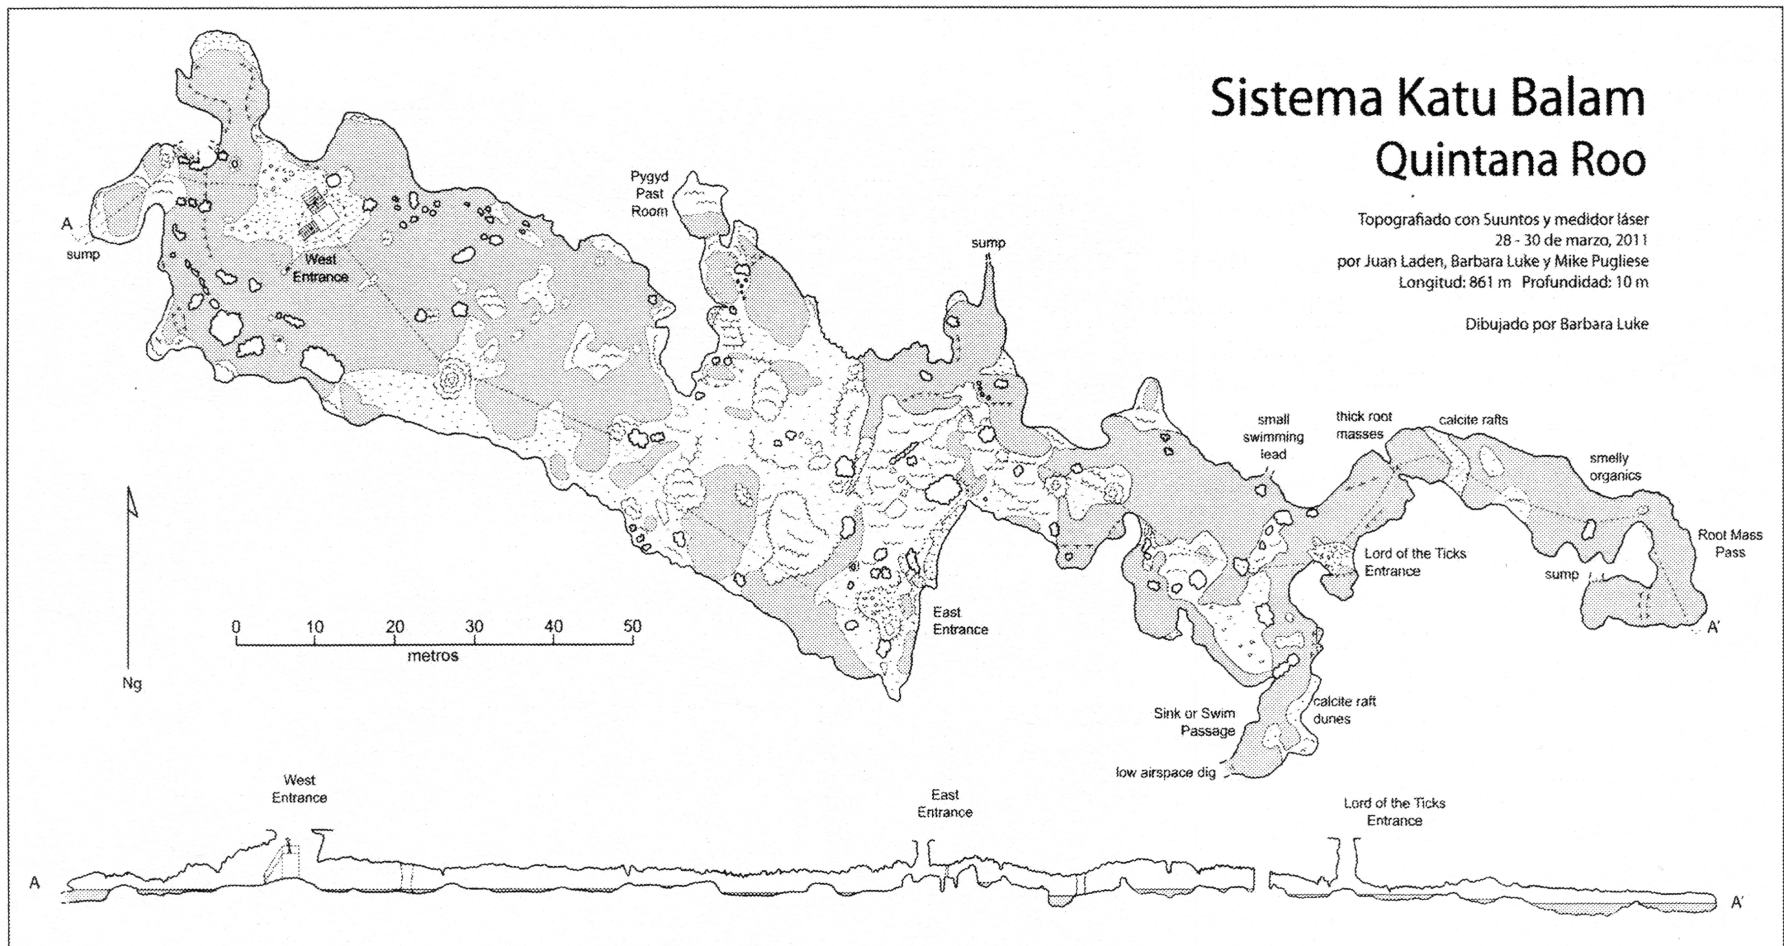 Sistema Katu Balam
Quintana Roo
Topografiado con Suuntos y medidor láser
28 - 30 de marzo, 2011
por Juan Laden, Barbara Luke y Mike Pugliese
Longitud: 861 m Profundidad: 10 m
Dibujado por Barbara Luke
Pygyd
Past
Room
A
sump
West
Entrance
sump
small
swimming
lead
thick root
masses
calcite rafts
smelly
organics
Root Mass
Pass
Lord of the Ticks
Entrance
sump
A'
East
Entrance
0 10 20 30 40 50
metros
Ng
Sink or Swim
Passage
calcite raft
dunes
low airspace dig
West
Entrance
East
Entrance
Lord of the Ticks
Entrance
A
A'